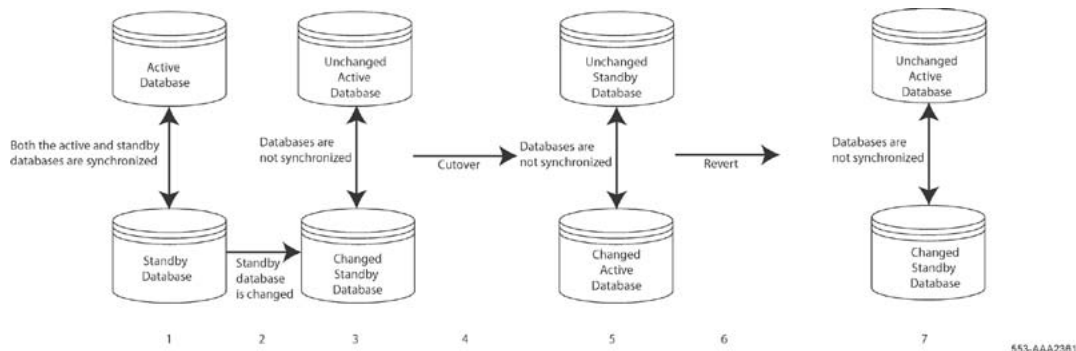 Active
Database
Both the active and standby
databases are synchronized
Standby
Database
Standby
database
is changed
Unchanged
Active
Database
Databases are
not synchronized
Changed
Standby
Database
Cutover
Unchanged
Standby
Database
Databases are
not synchronized
Changed
Active
Database
Revert
Unchanged
Active
Database
Databases are
not synchronized
Changed
Standby
Database
1 2 3 4 5 6 7
553-AAA2381